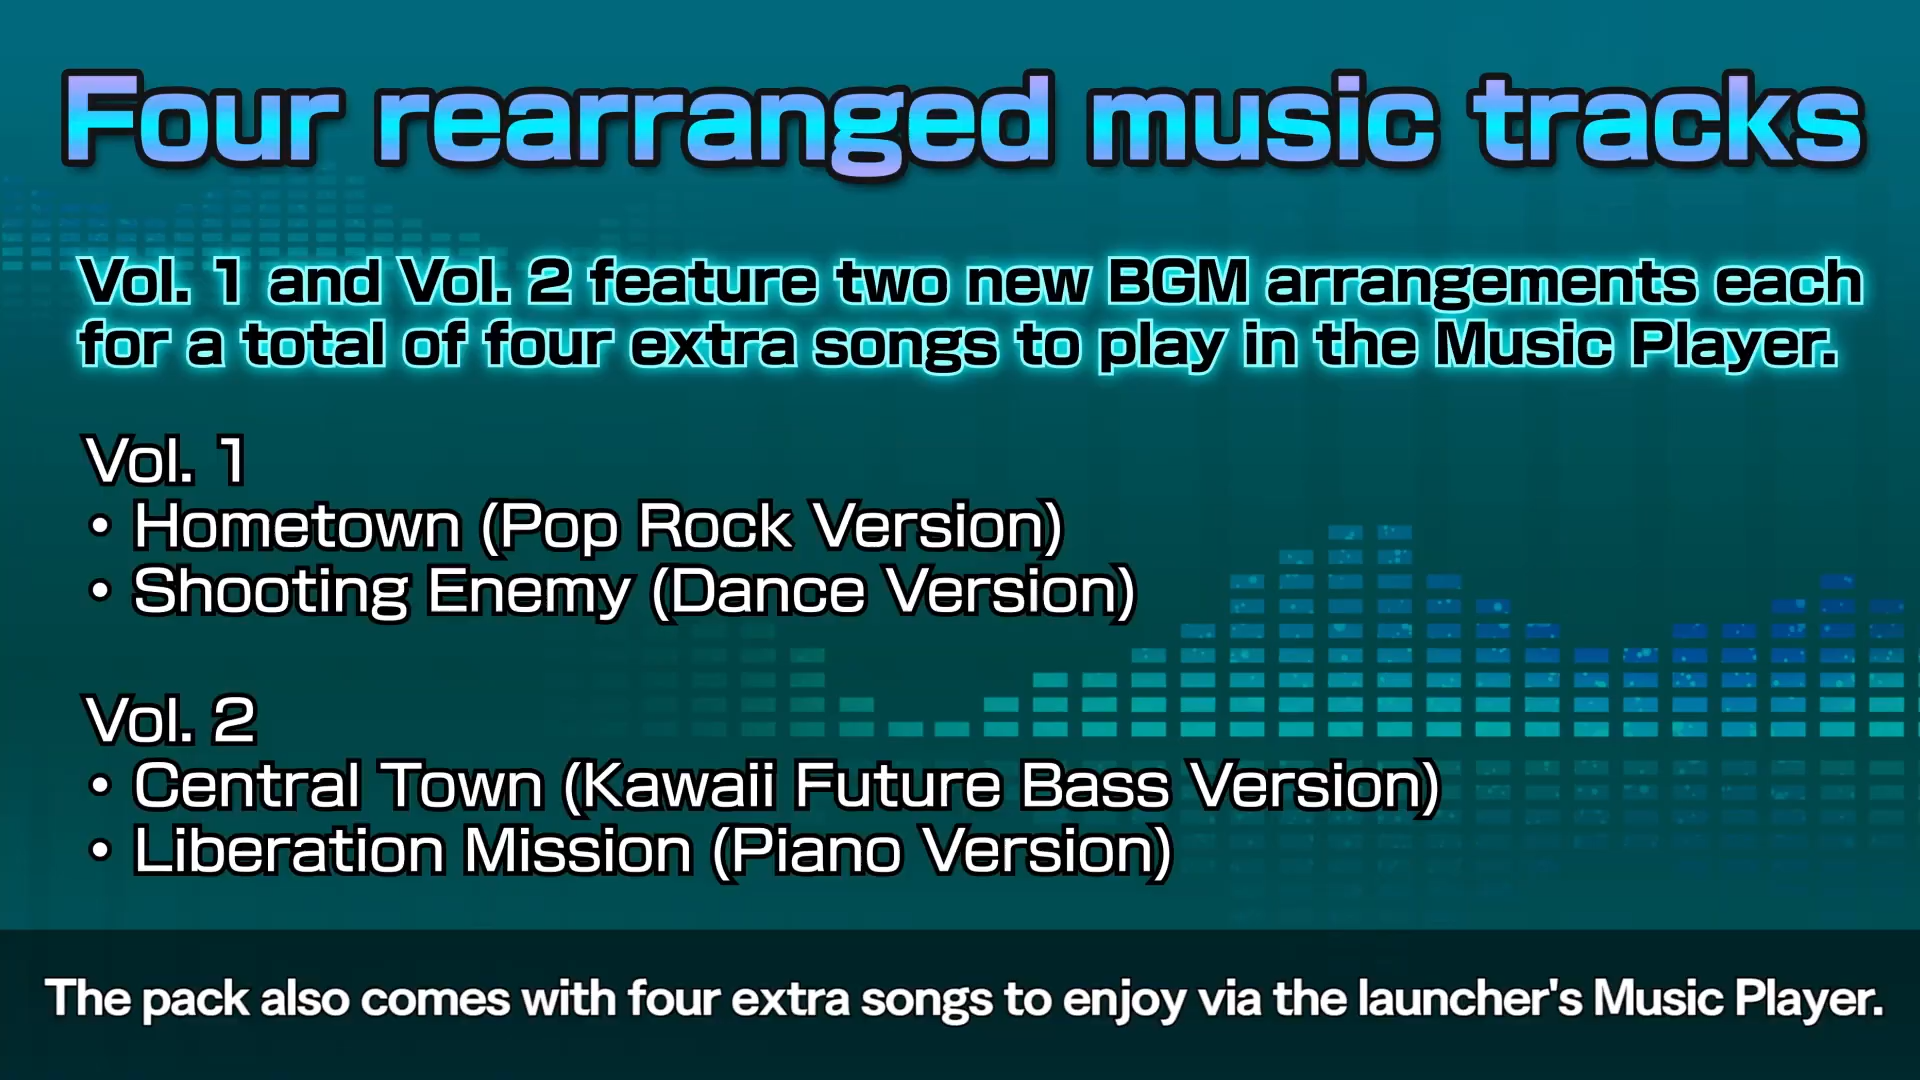 Four rearranged music tracks
Vol. 1 and Vol. 2 feature two new BGM arrangements each
for a total of four extra songs to play in the Music Player.
Vol. 1
• Hometown (Pop Rock Version)
• Shooting Enemy (Dance Version)
Vol. 2
• Central Town (Kawaii Future Bass Version)
• Liberation Mission (Piano Version)
The pack also comes with four extra songs to enjoy via the launcher's Music Player.